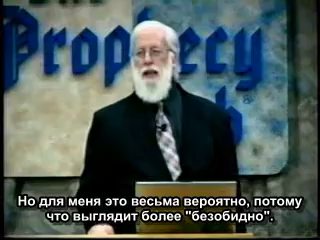 Prophecy
Но для меня это весьма вероятно, потому
что выглядит более "безобидно".